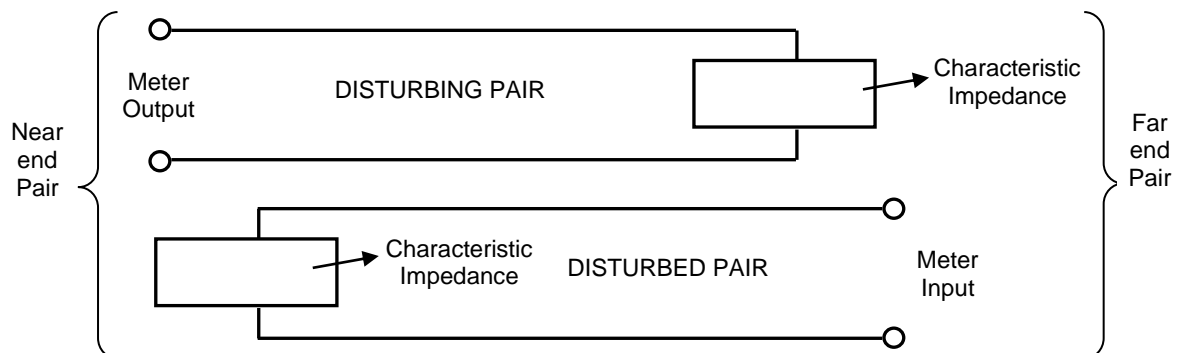 Meter
Output
DISTURBING PAIR
Characteristic
Impedance
Near
end
Pair
Far
end
Pair
Characteristic
Impedance
DISTURBED PAIR
Meter
Input